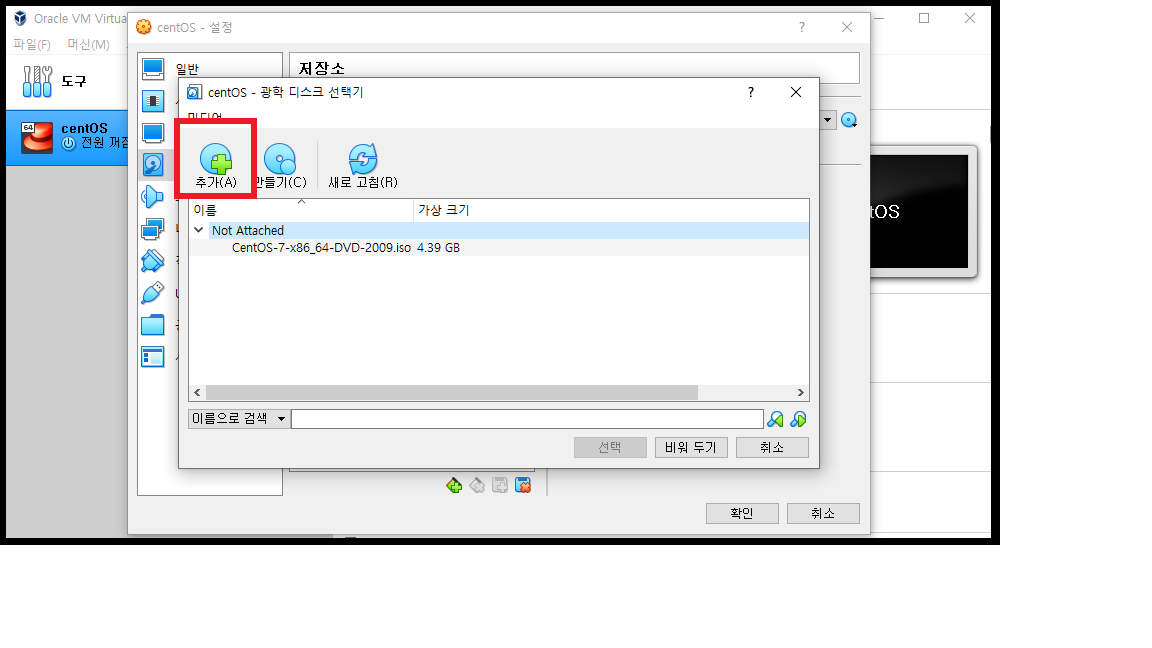 Oracle VM Virtua
파일(F) 머신(M)
도구
64
centOS
전원 꺼짐
centOS - 설정
?
일반
저장소
centOS - 광학 디스크 선택기
?
미디어
추가(A)
만들기(C)
새로 고침(R)
이름
가상 크기
Not Attached
CentOS-7-x86_64-DVD-2009.iso 4.39 GB
이름으로 검색
선택
비워 두기
취소
확인
취소
tOS